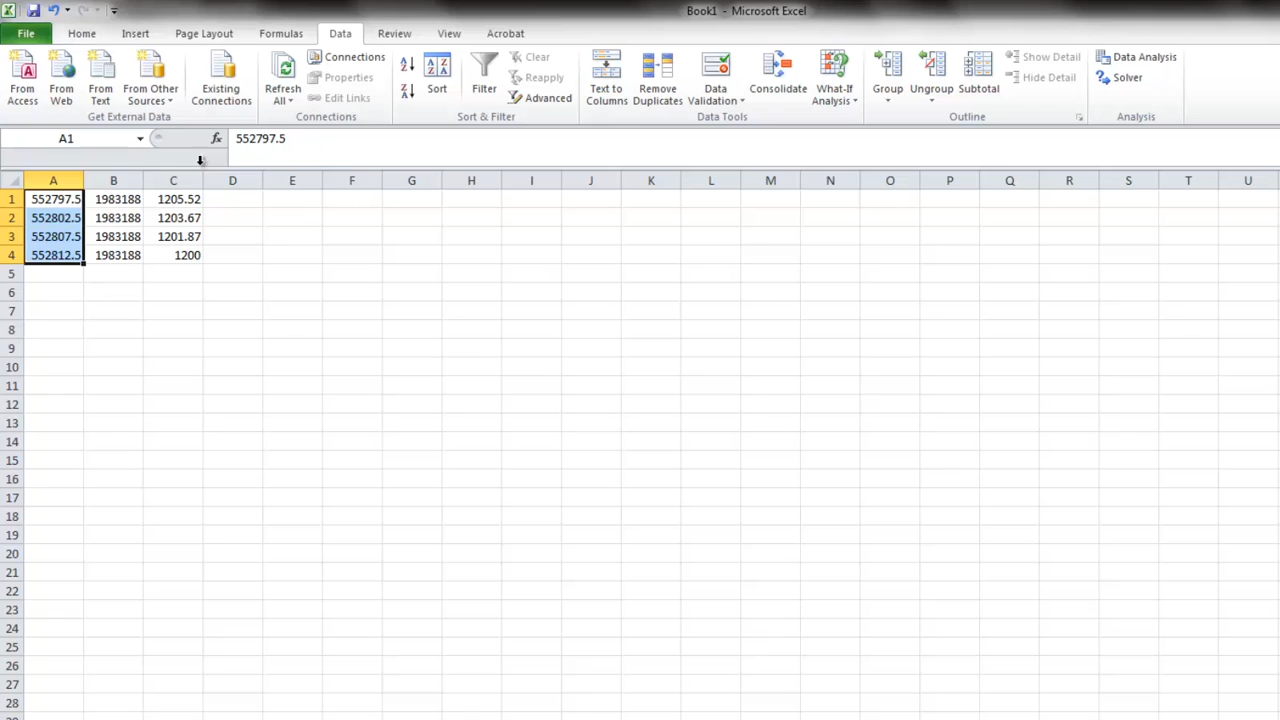 Book1 - Microsoft Excel
File Home Insert Page Layout Formulas Data Review View Acrobat
From Access
From Web
From Text
From Other Sources
Existing Connections
Get External Data
Refresh All
Connections
Properties
Edit Links
Connections
Sort
Filter
Clear
Reapply
Advanced
Sort & Filter
Text to Columns
Remove Duplicates
Data Validation
Consolidate
What-If Analysis
Data Tools
Group
Ungroup
Subtotal
Show Detail
Hide Detail
Outline
Data Analysis
Solver
Analysis
A1 fx 552797.5
A B C D E F G H I J K L M N O P Q R S T U
1 552797.5 1983188 1205.52
2 552802.5 1983188 1203.67
3 552807.5 1983188 1201.87
4 552812.5 1983188 1200
5
6
7
8
9
10
11
12
13
14
15
16
17
18
19
20
21
22
23
24
25
26
27
28